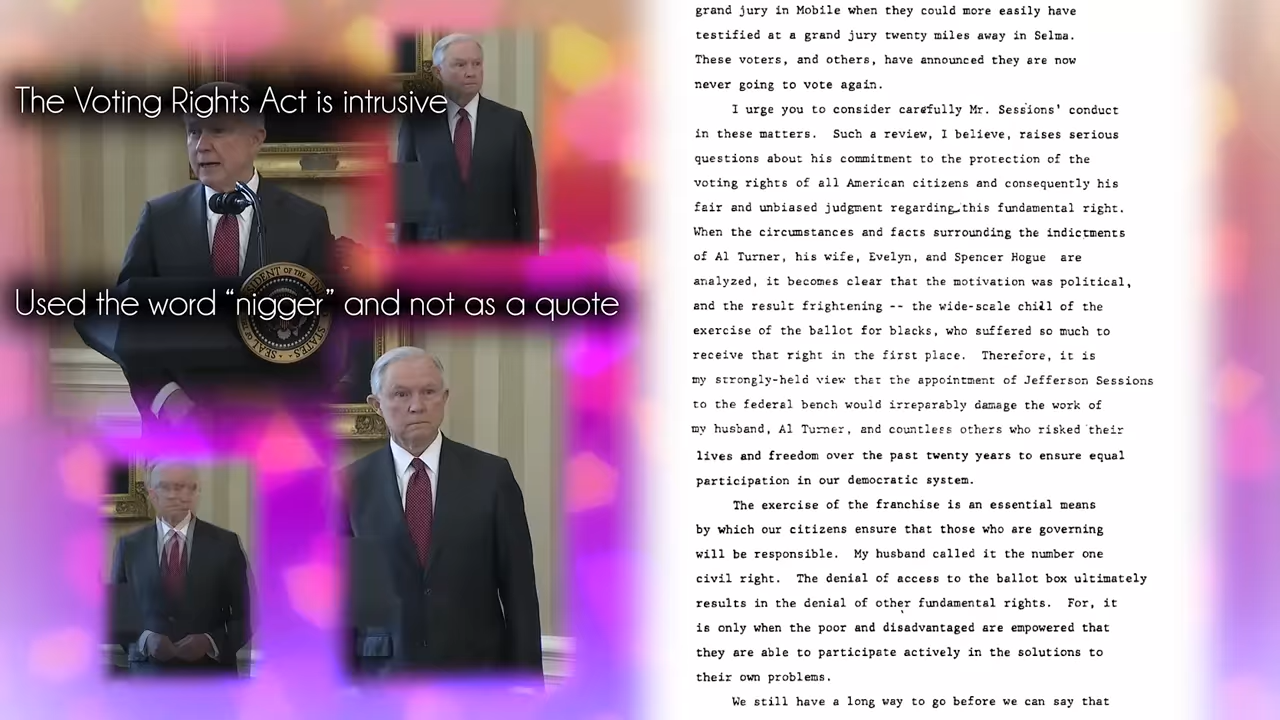 The Voting Rights Act is intrusive
Used the word “nigger” and not as a quote
grand jury in Mobile when they could more easily have
testified at a grand jury twenty miles away in Selma.
These voters, and others, have announced they are now
never going to vote again.
I urge you to consider carefully Mr. Sessions' conduct
in these matters. Such a review, I believe, raises serious
questions about his commitment to the protection of the
voting rights of all American citizens and consequently his
fair and unbiased judgment regarding this fundamental right.
When the circumstances and facts surrounding the indictments
of Al Turner, his wife, Evelyn, and Spencer Hogue are
analyzed, it becomes clear that the motivation was political,
and the result frightening -- the wide-scale chill of the
exercise of the ballot for blacks, who suffered so much to
receive that right in the first place. Therefore, it is
my strongly-held view that the appointment of Jefferson Sessions
to the federal bench would irreparably damage the work of
my husband, Al Turner, and countless others who risked their
lives and freedom over the past twenty years to ensure equal
participation in our democratic system.
The exercise of the franchise is an essential means
by which our citizens ensure that those who are governing
will be responsible. My husband called it the number one
civil right. The denial of access to the ballot box ultimately
results in the denial of other fundamental rights. For, it
is only when the poor and disadvantaged are empowered that
they are able to participate actively in the solutions to
their own problems.
We still have a long way to go before we can say that